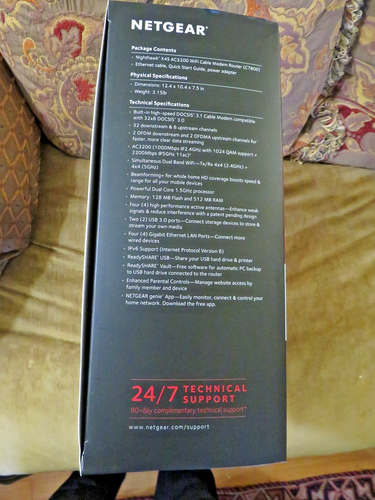 NETGEAR®
Package Contents
• Nighthawk® X4S AC3200 WiFi Cable Modem Router (C7800)
• Ethernet cable, Quick Start Guide, power adapter
Physical Specifications
• Dimensions: 12.4 x 10.4 x 7.5 in
• Weight: 3.15lb
Technical Specifications
• Built-in high-speed DOCSIS® 3.1 Cable Modem compatible
with 32x8 DOCSIS® 3.0
• 32 downstream & 8 upstream channels
• 2 OFDM downstream and 2 OFDMA upstream channels for
faster, more clear data streaming
• AC3200 (1000Mbps @2.4GHz with 1024 QAM support +
2200Mbps @5GHz 11ac)†
• Simultaneous Dual Band WiFi—Tx/Rx 4x4 (2.4GHz) +
4x4 (5GHz)
• Beamforming+ for whole home HD coverage boosts speed &
range for all your mobile devices
• Powerful Dual Core 1.5GHz processor
• Memory: 128 MB Flash and 512 MB RAM
• Four (4) high performance active antennas—Enhance weak
signals & reduce interference with a patent pending design
• Two (2) USB 3.0 ports—Connect storage devices to store &
stream your own media
• Four (4) Gigabit Ethernet LAN Ports—Connect more
wired devices
• IPv6 Support (Internet Protocol Version 6)
• ReadySHARE® USB—Share your USB hard drive & printer
• ReadySHARE® Vault—Free software for automatic PC backup
to USB hard drive connected to the router
• Enhanced Parental Controls—Manage website access by
family member and device
• NETGEAR genie® App—Easily monitor, connect & control your
home network. Download the free app.
24/7 TECHNICAL
SUPPORT
90-day complimentary technical support*
www.netgear.com/support